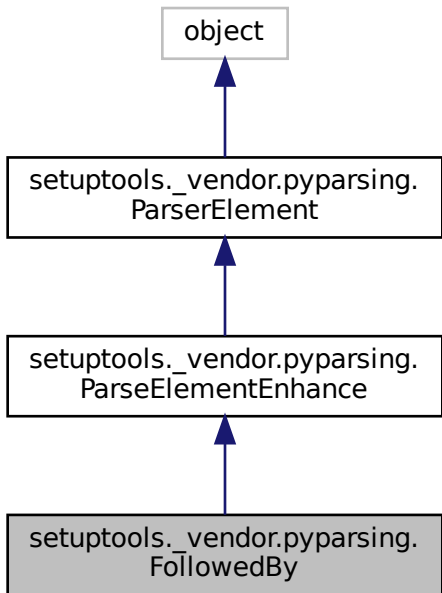 object
setuptools._vendor.pyparsing.
ParserElement
setuptools._vendor.pyparsing.
ParseElementEnhance
setuptools._vendor.pyparsing.
FollowedBy